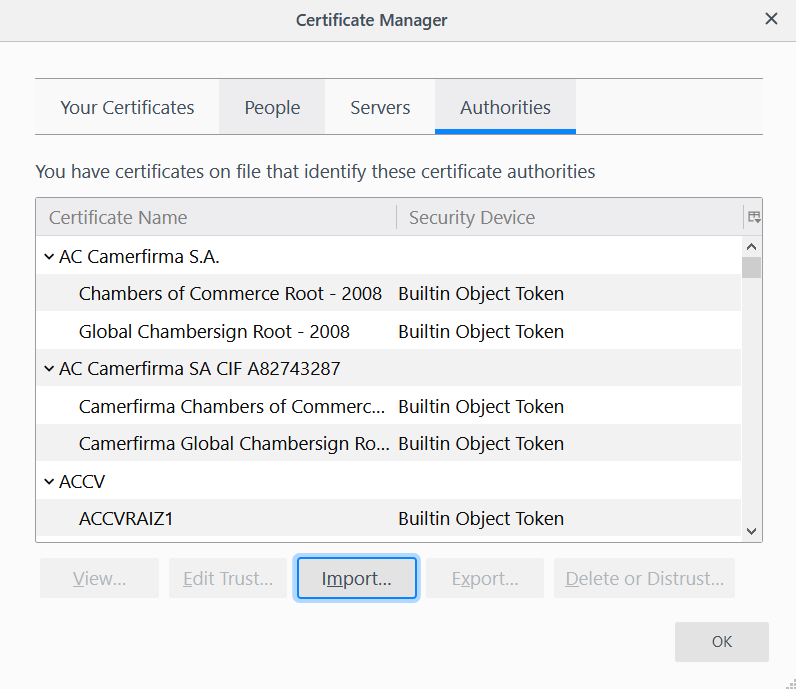 Certificate Manager
Your Certificates People Servers Authorities
You have certificates on file that identify these certificate authorities
Certificate Name Security Device
AC Camerfirma S.A.
Chambers of Commerce Root - 2008 Builtin Object Token
Global Chambersign Root - 2008 Builtin Object Token
AC Camerfirma SA CIF A82743287
Camerfirma Chambers of Commerc... Builtin Object Token
Camerfirma Global Chambersign Ro... Builtin Object Token
ACCV
ACCVRAIZ1 Builtin Object Token
View... Edit Trust... Import... Export... Delete or Distrust...
OK